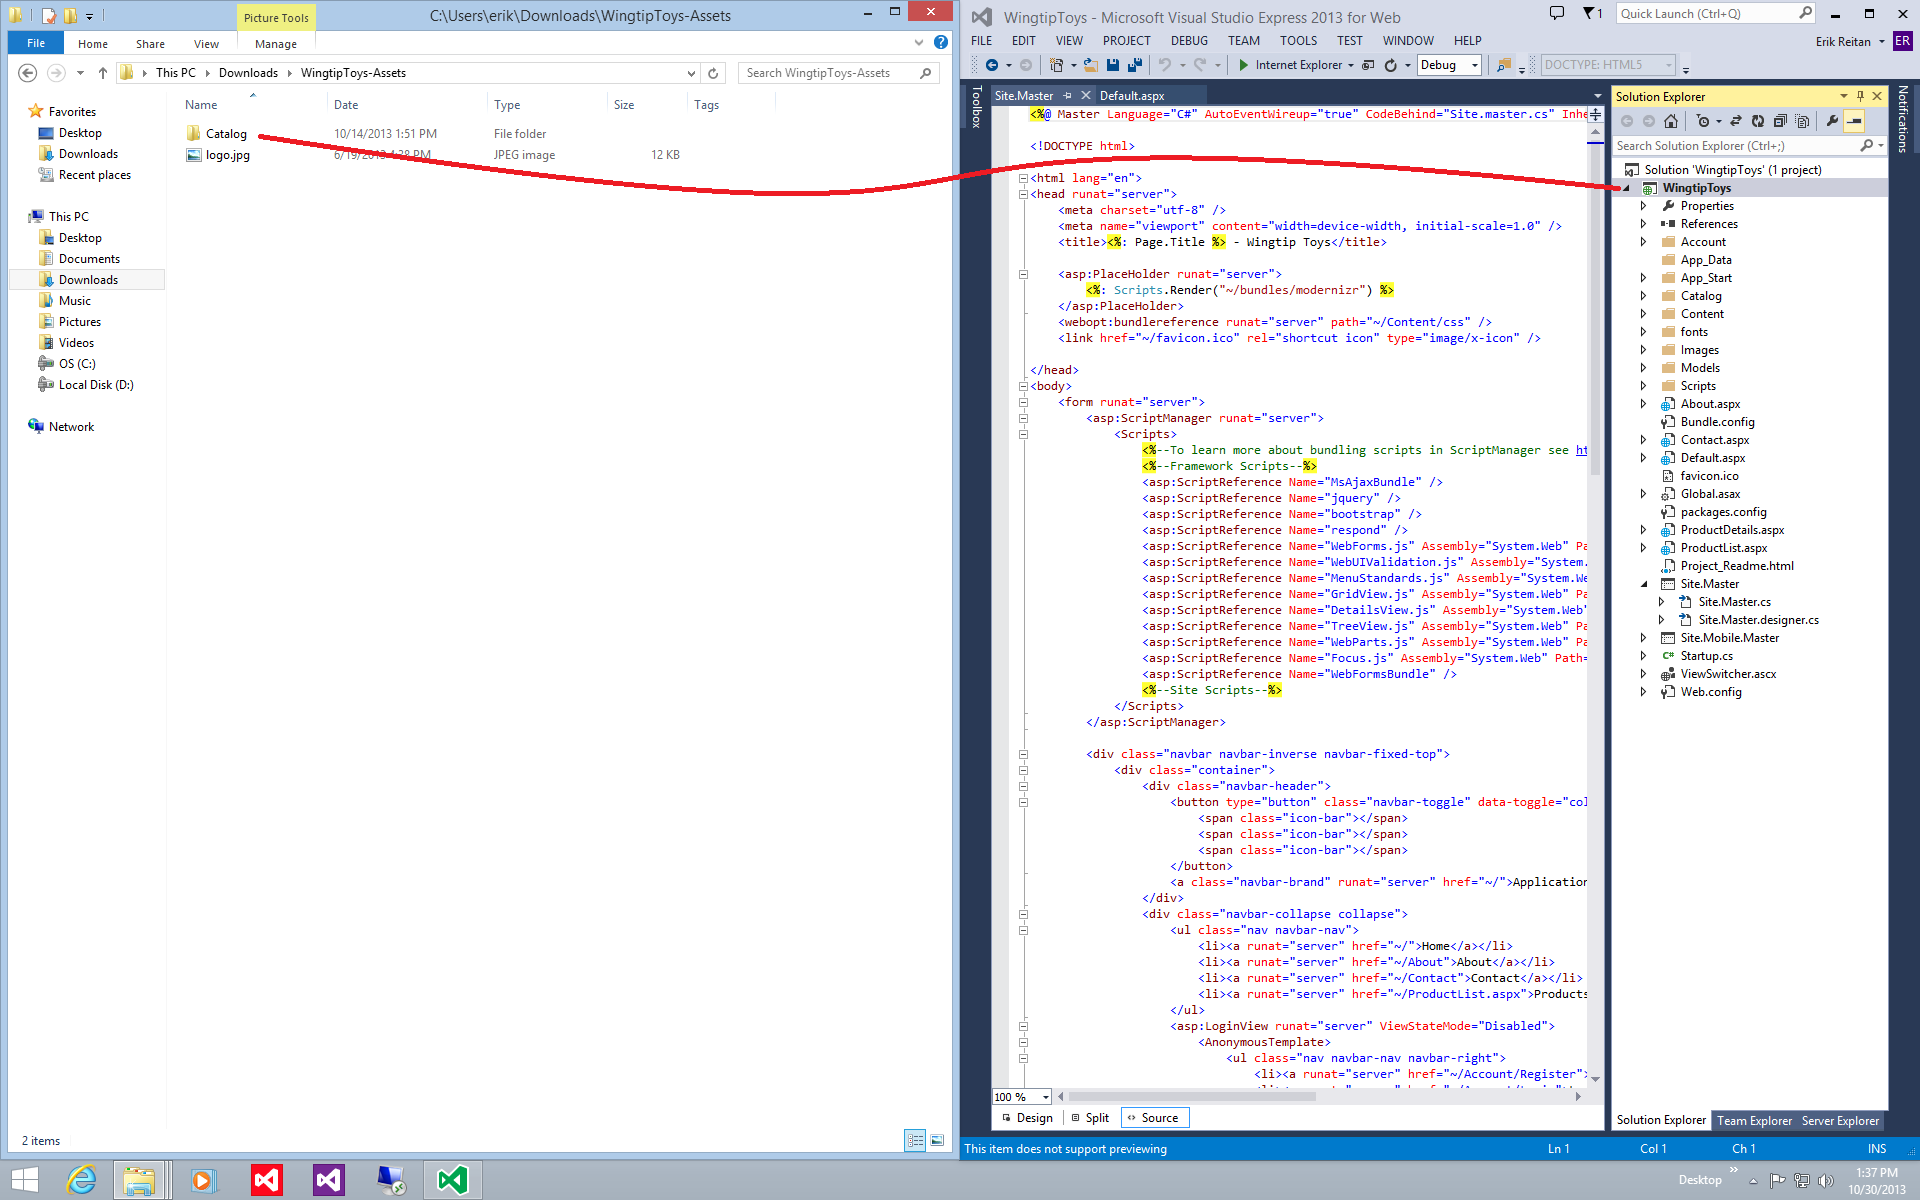 Picture Tools
C:\Users\erik\Downloads\WingtipToys-Assets
File
Home
Share
View
Manage
This PC
Downloads
WingtipToys-Assets
Search WingtipToys-Assets
Name
Date
Type
Size
Tags
Catalog
10/14/2013 1:51 PM
File folder
logo.jpg
JPEG image
12 KB
Favorites
Desktop
Downloads
Recent places
This PC
Desktop
Documents
Downloads
Music
Pictures
Videos
OS (C:)
Local Disk (D:)
Network
2 items
WingtipToys - Microsoft Visual Studio Express 2013 for Web
1
Quick Launch (Ctrl+Q)
FILE EDIT VIEW PROJECT DEBUG TEAM TOOLS TEST WINDOW HELP
Erik Reitan
ER
Internet Explorer
Debug
DOCTYPE: HTML5
Toolbox
Site.Master
Default.aspx
<%@ Master Language="C#" AutoEventWireup="true" CodeBehind="Site.master.cs" Inhe
<!DOCTYPE html>
<html lang="en">
<head runat="server">
<meta charset="utf-8" />
<meta name="viewport" content="width=device-width, initial-scale=1.0" />
<title><%: Page.Title %> - Wingtip Toys</title>
<asp:PlaceHolder runat="server">
<%: Scripts.Render("~/bundles/modernizr") %>
</asp:PlaceHolder>
<webopt:bundlereference runat="server" path="~/Content/css" />
<link href="~/favicon.ico" rel="shortcut icon" type="image/x-icon" />
</head>
<body>
<form runat="server">
<asp:ScriptManager runat="server">
<Scripts>
<%--To learn more about bundling scripts in ScriptManager see ht
<%--Framework Scripts--%>
<asp:ScriptReference Name="MsAjaxBundle" />
<asp:ScriptReference Name="jquery" />
<asp:ScriptReference Name="bootstrap" />
<asp:ScriptReference Name="respond" />
<asp:ScriptReference Name="WebForms.js" Assembly="System.Web" Pa
<asp:ScriptReference Name="WebUIValidation.js" Assembly="System.
<asp:ScriptReference Name="MenuStandards.js" Assembly="System.We
<asp:ScriptReference Name="GridView.js" Assembly="System.Web" Pa
<asp:ScriptReference Name="DetailsView.js" Assembly="System.Web"
<asp:ScriptReference Name="TreeView.js" Assembly="System.Web" Pa
<asp:ScriptReference Name="WebParts.js" Assembly="System.Web" Pa
<asp:ScriptReference Name="Focus.js" Assembly="System.Web" Path=
<asp:ScriptReference Name="WebFormsBundle" />
<%--Site Scripts--%>
</Scripts>
</asp:ScriptManager>
<div class="navbar navbar-inverse navbar-fixed-top">
<div class="container">
<div class="navbar-header">
<button type="button" class="navbar-toggle" data-toggle="col
<span class="icon-bar"></span>
<span class="icon-bar"></span>
<span class="icon-bar"></span>
</button>
<a class="navbar-brand" runat="server" href="~/">Application
</div>
<div class="navbar-collapse collapse">
<ul class="nav navbar-nav">
<li><a runat="server" href="~/">Home</a></li>
<li><a runat="server" href="~/About">About</a></li>
<li><a runat="server" href="~/Contact">Contact</a></li>
<li><a runat="server" href="~/ProductList.aspx">Products
</ul>
<asp:LoginView runat="server" ViewStateMode="Disabled">
<AnonymousTemplate>
<ul class="nav navbar-nav navbar-right">
<li><a runat="server" href="~/Account/Register">
100 %
Design
Split
Source
Solution Explorer
Search Solution Explorer (Ctrl+;)
Solution 'WingtipToys' (1 project)
WingtipToys
Properties
References
Account
App_Data
App_Start
Catalog
Content
fonts
Images
Models
Scripts
About.aspx
Bundle.config
Contact.aspx
Default.aspx
favicon.ico
Global.asax
packages.config
ProductDetails.aspx
ProductList.aspx
Project_Readme.html
Site.Master
Site.Master.cs
Site.Master.designer.cs
Site.Mobile.Master
Startup.cs
ViewSwitcher.ascx
Web.config
Solution Explorer
Team Explorer
Server Explorer
Notifications
This item does not support previewing
Ln 1
Col 1
Ch 1
INS
Desktop
1:37 PM
10/30/2013